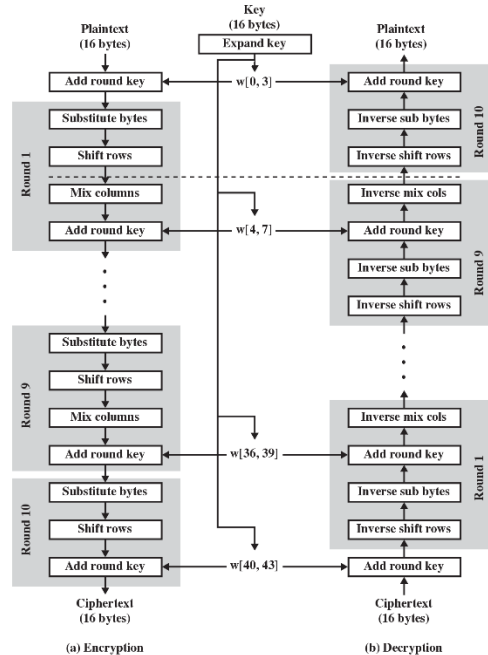 Key
(16 bytes)
Expand key
Plaintext
(16 bytes)
Add round key
Round 1
Substitute bytes
Shift rows
Mix columns
Add round key
Round 9
Substitute bytes
Shift rows
Mix columns
Add round key
Round 10
Substitute bytes
Shift rows
Add round key
Ciphertext
(16 bytes)
(a) Encryption
w[0, 3]
w[4, 7]
w[36, 39]
w[40, 43]
Plaintext
(16 bytes)
Add round key
Inverse sub bytes
Inverse shift rows
Round 10
Inverse mix cols
Add round key
Inverse sub bytes
Inverse shift rows
Round 9
Inverse mix cols
Add round key
Inverse sub bytes
Inverse shift rows
Round 1
Add round key
Ciphertext
(16 bytes)
(b) Decryption